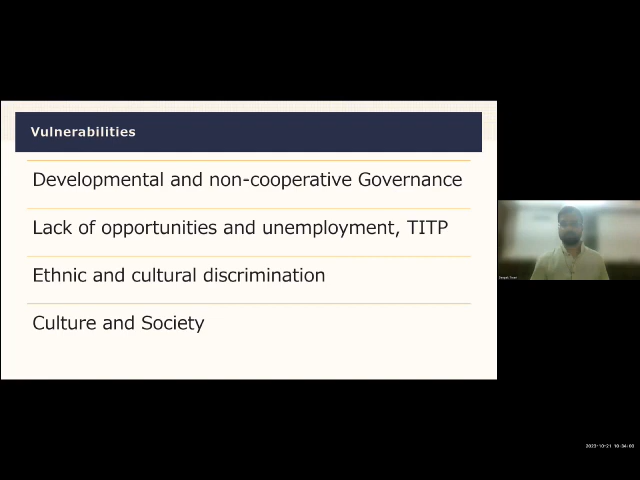 Vulnerabilities
Developmental and non-cooperative Governance
Lack of opportunities and unemployment, TITP
Ethnic and cultural discrimination
Culture and Society